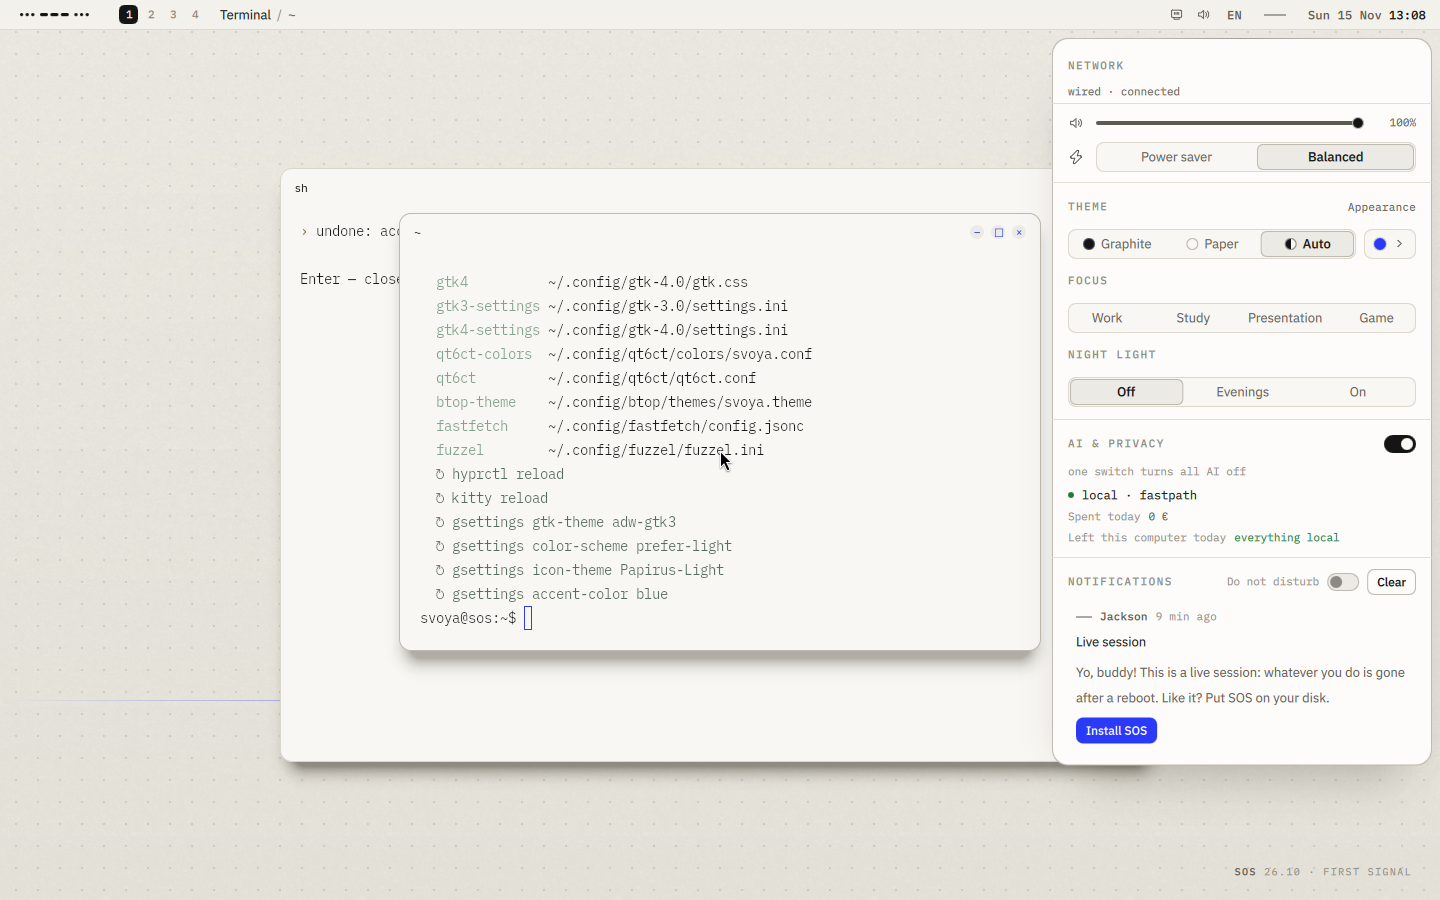 1 2 3 4 Terminal / ~
EN Sun 15 Nov 13:08
sh
› undone: acc
Enter — close
~
gtk4 ~/.config/gtk-4.0/gtk.css
gtk3-settings ~/.config/gtk-3.0/settings.ini
gtk4-settings ~/.config/gtk-4.0/settings.ini
qt6ct-colors ~/.config/qt6ct/colors/svoya.conf
qt6ct ~/.config/qt6ct/qt6ct.conf
btop-theme ~/.config/btop/themes/svoya.theme
fastfetch ~/.config/fastfetch/config.jsonc
fuzzel ~/.config/fuzzel/fuzzel.ini
↻ hyprctl reload
↻ kitty reload
↻ gsettings gtk-theme adw-gtk3
↻ gsettings color-scheme prefer-light
↻ gsettings icon-theme Papirus-Light
↻ gsettings accent-color blue
svoya@sos:~$
NETWORK
wired · connected
100%
Power saver Balanced
THEME Appearance
Graphite Paper Auto
FOCUS
Work Study Presentation Game
NIGHT LIGHT
Off Evenings On
AI & PRIVACY
one switch turns all AI off
local · fastpath
Spent today 0 €
Left this computer today everything local
NOTIFICATIONS Do not disturb Clear
Jackson 9 min ago
Live session
Yo, buddy! This is a live session: whatever you do is gone
after a reboot. Like it? Put SOS on your disk.
Install SOS
SOS 26.10 · FIRST SIGNAL